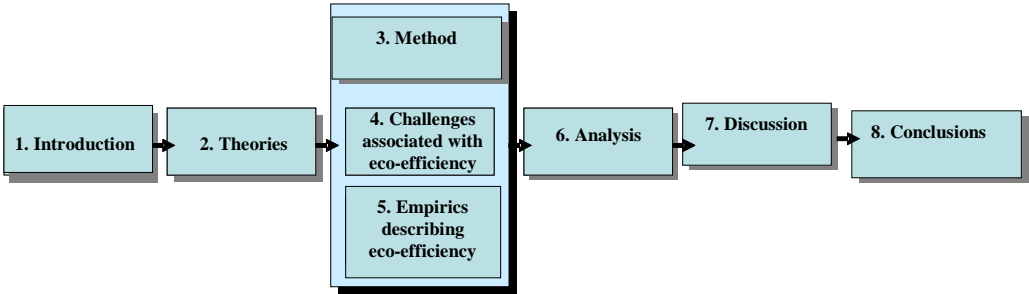 1. Introduction
2. Theories
3. Method
4. Challenges
associated with
eco-efficiency
5. Empirics
describing
eco-efficiency
6. Analysis
7. Discussion
8. Conclusions